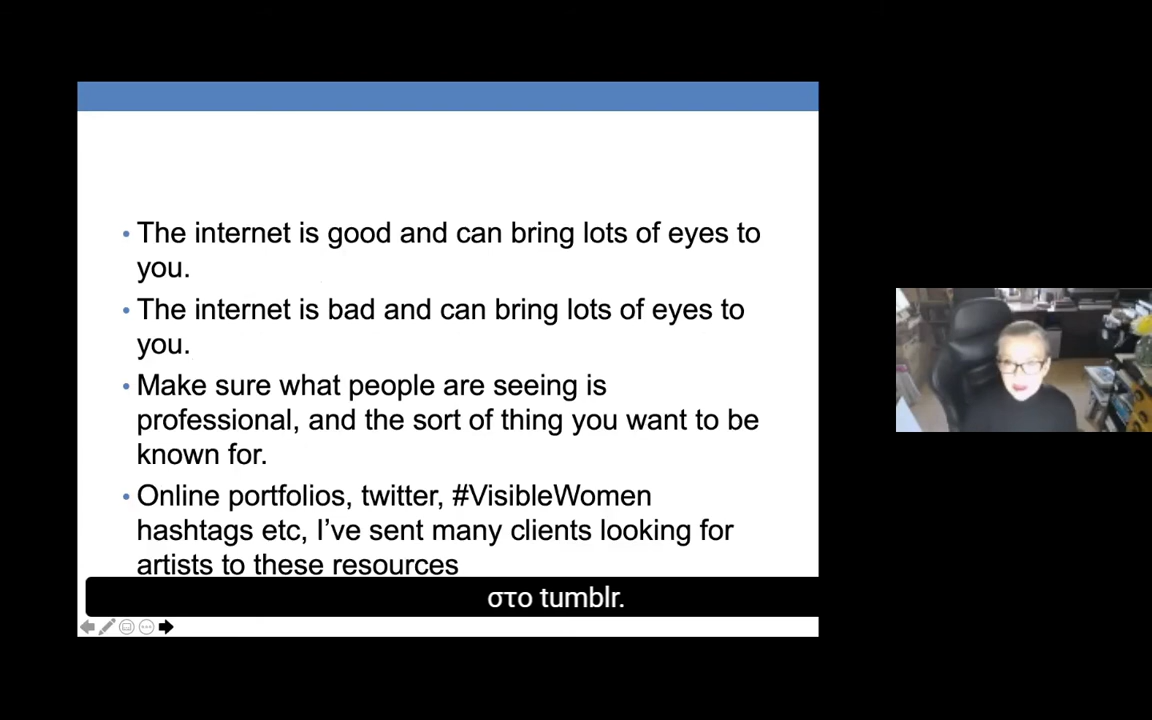 The internet is good and can bring lots of eyes to
you.
The internet is bad and can bring lots of eyes to
you.
Make sure what people are seeing is
professional, and the sort of thing you want to be
known for.
Online portfolios, twitter, #VisibleWomen
hashtags etc, I’ve sent many clients looking for
artists to these resources
στο tumblr.